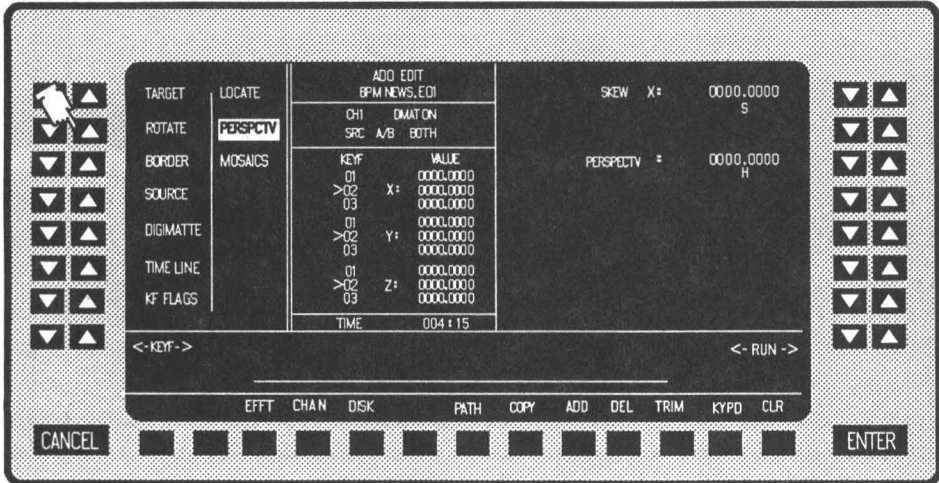 TARGET LOCATE
ROTATE PERSPCTV
BORDER MOSAICS
SOURCE
DIGIMATTE
TIME LINE
KF FLAGS
ADO EDIT
BPM NEWS.E01
CH1 DMAT ON
SRC A/B BOTH
KEYF VALUE
01 0000.0000
>02 X: 0000.0000
03 0000.0000
01 0000.0000
>02 Y: 0000.0000
03 0000.0000
01 0000.0000
>02 Z: 0000.0000
03 0000.0000
TIME 004:15
SKEW X: 0000.0000
S
PERSPECTV : 0000.0000
H
<-KEYF-> <- RUN ->
EFFT CHAN DISK PATH COPY ADD DEL TRIM KYPD CLR
CANCEL ENTER